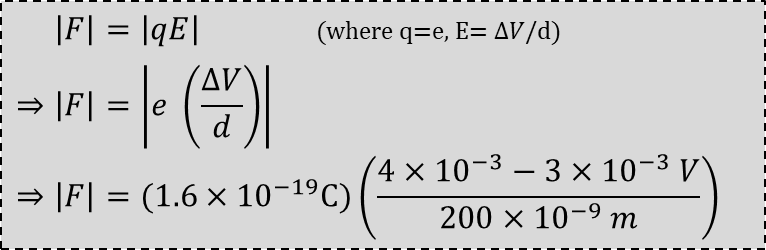 |F| = |qE| (where q=e, E= ΔV/d)
⇒ |F| = |e (ΔV/d)|
⇒ |F| = (1.6 × 10⁻¹⁹C) (4 × 10⁻³ − 3 × 10⁻³ V / 200 × 10⁻⁹ m)